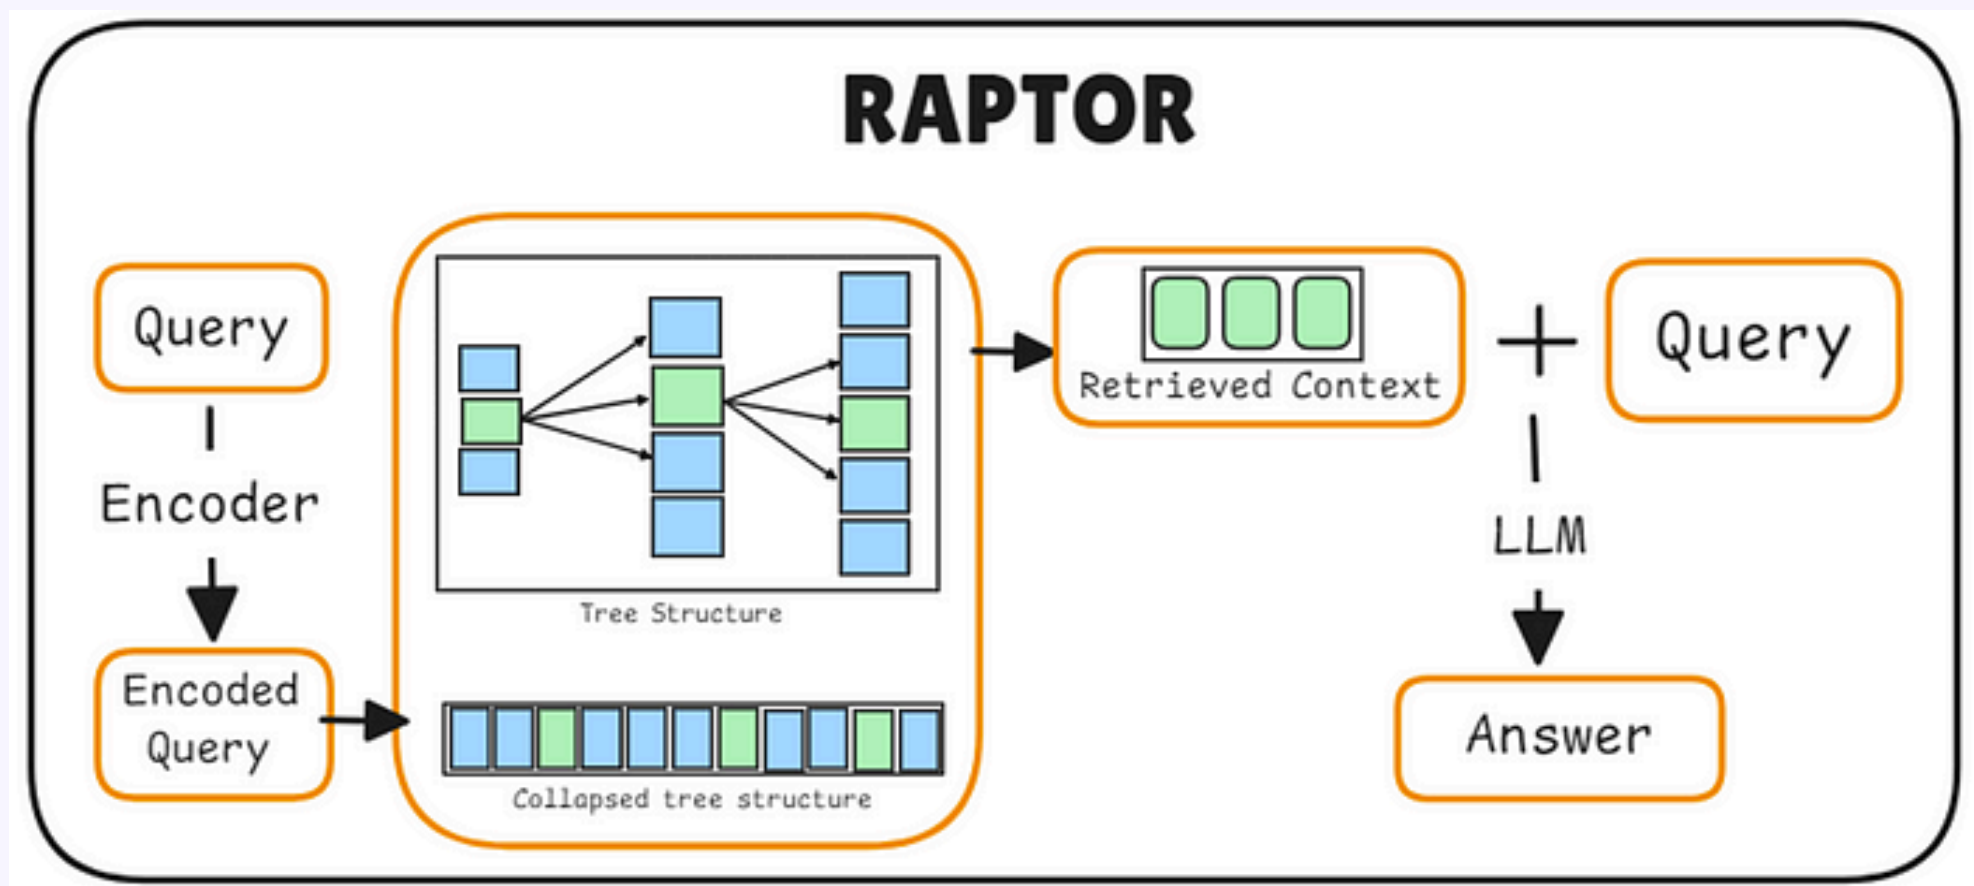 RAPTOR
Query
Encoder
Encoded
Query
Tree Structure
Collapsed tree structure
Retrieved Context
Query
LLM
Answer